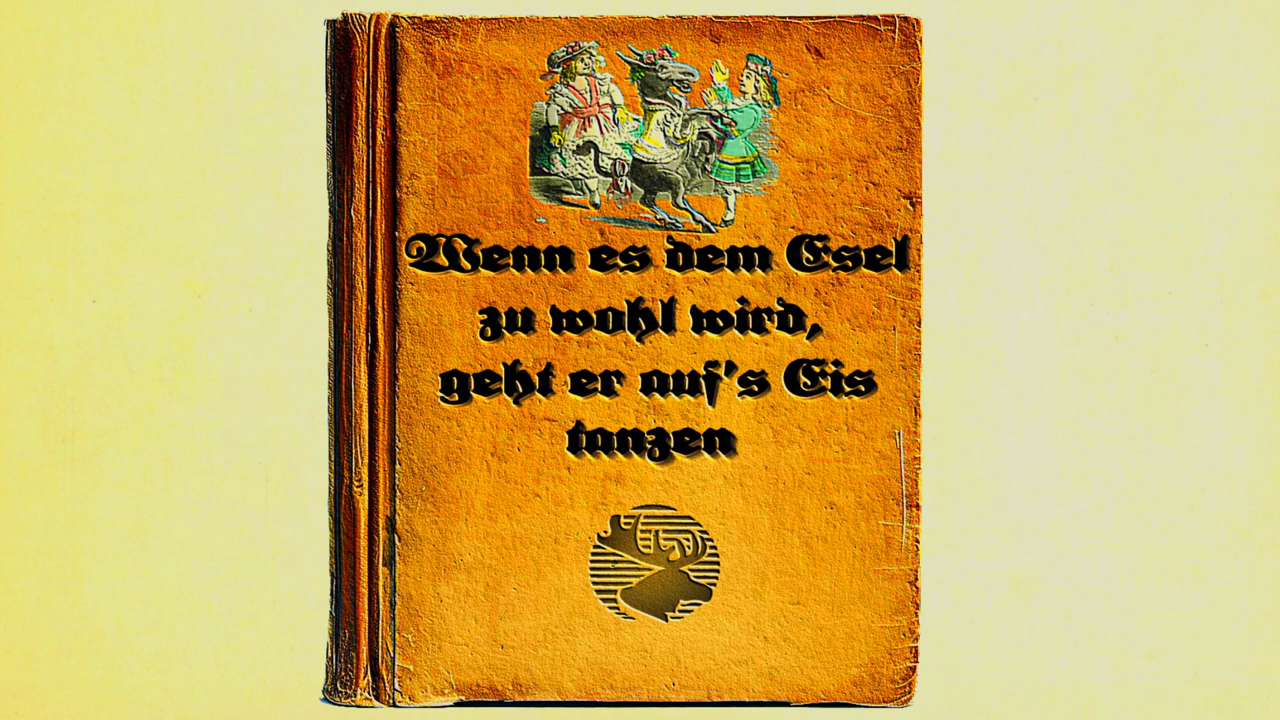 Wenn es dem Esel
zu wohl wird,
geht er auf's Eis
tanzen